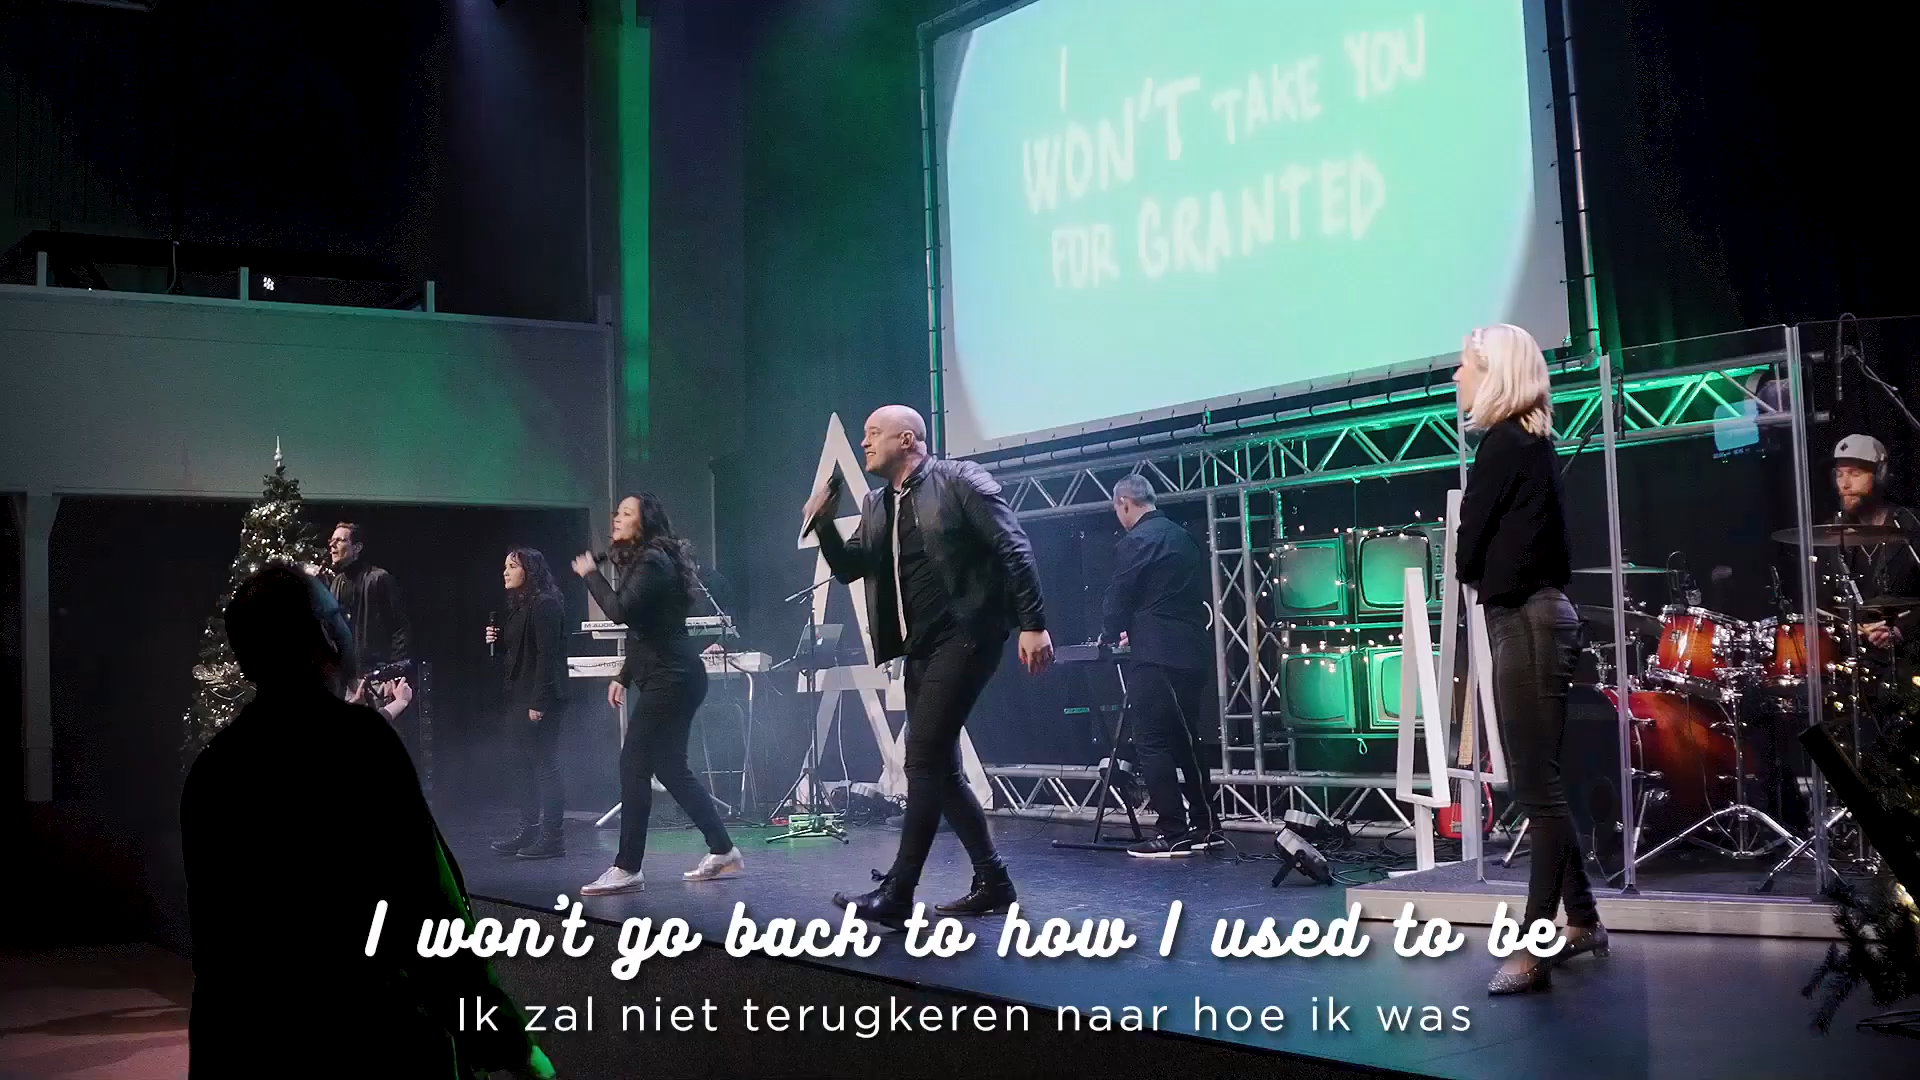 I
WON'T TAKE YOU
FOR GRANTED
M-AUDIO
I won't go back to how I used to be
Ik zal niet terugkeren naar hoe ik was